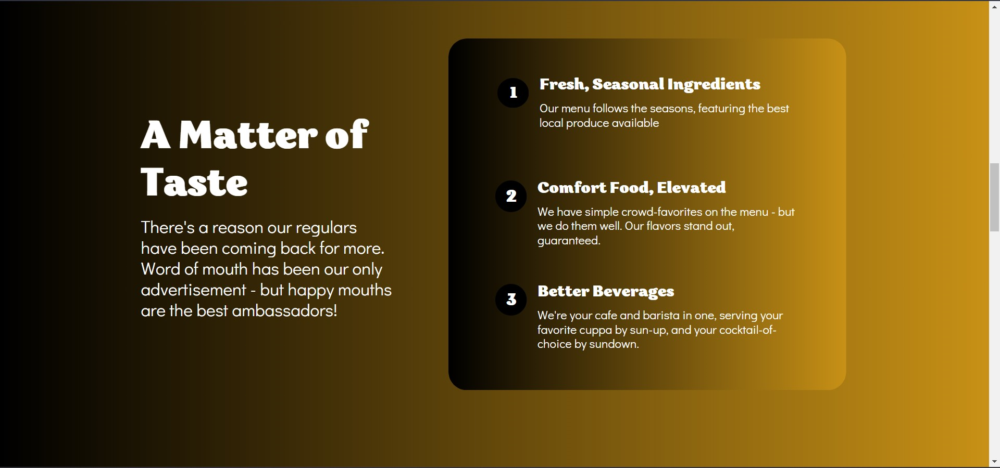 A Matter of
Taste
There's a reason our regulars
have been coming back for more.
Word of mouth has been our only
advertisement - but happy mouths
are the best ambassadors!
1
Fresh, Seasonal Ingredients
Our menu follows the seasons, featuring the best
local produce available
2
Comfort Food, Elevated
We have simple crowd-favorites on the menu - but
we do them well. Our flavors stand out,
guaranteed.
3
Better Beverages
We're your cafe and barista in one, serving your
favorite cuppa by sun-up, and your cocktail-of-
choice by sundown.